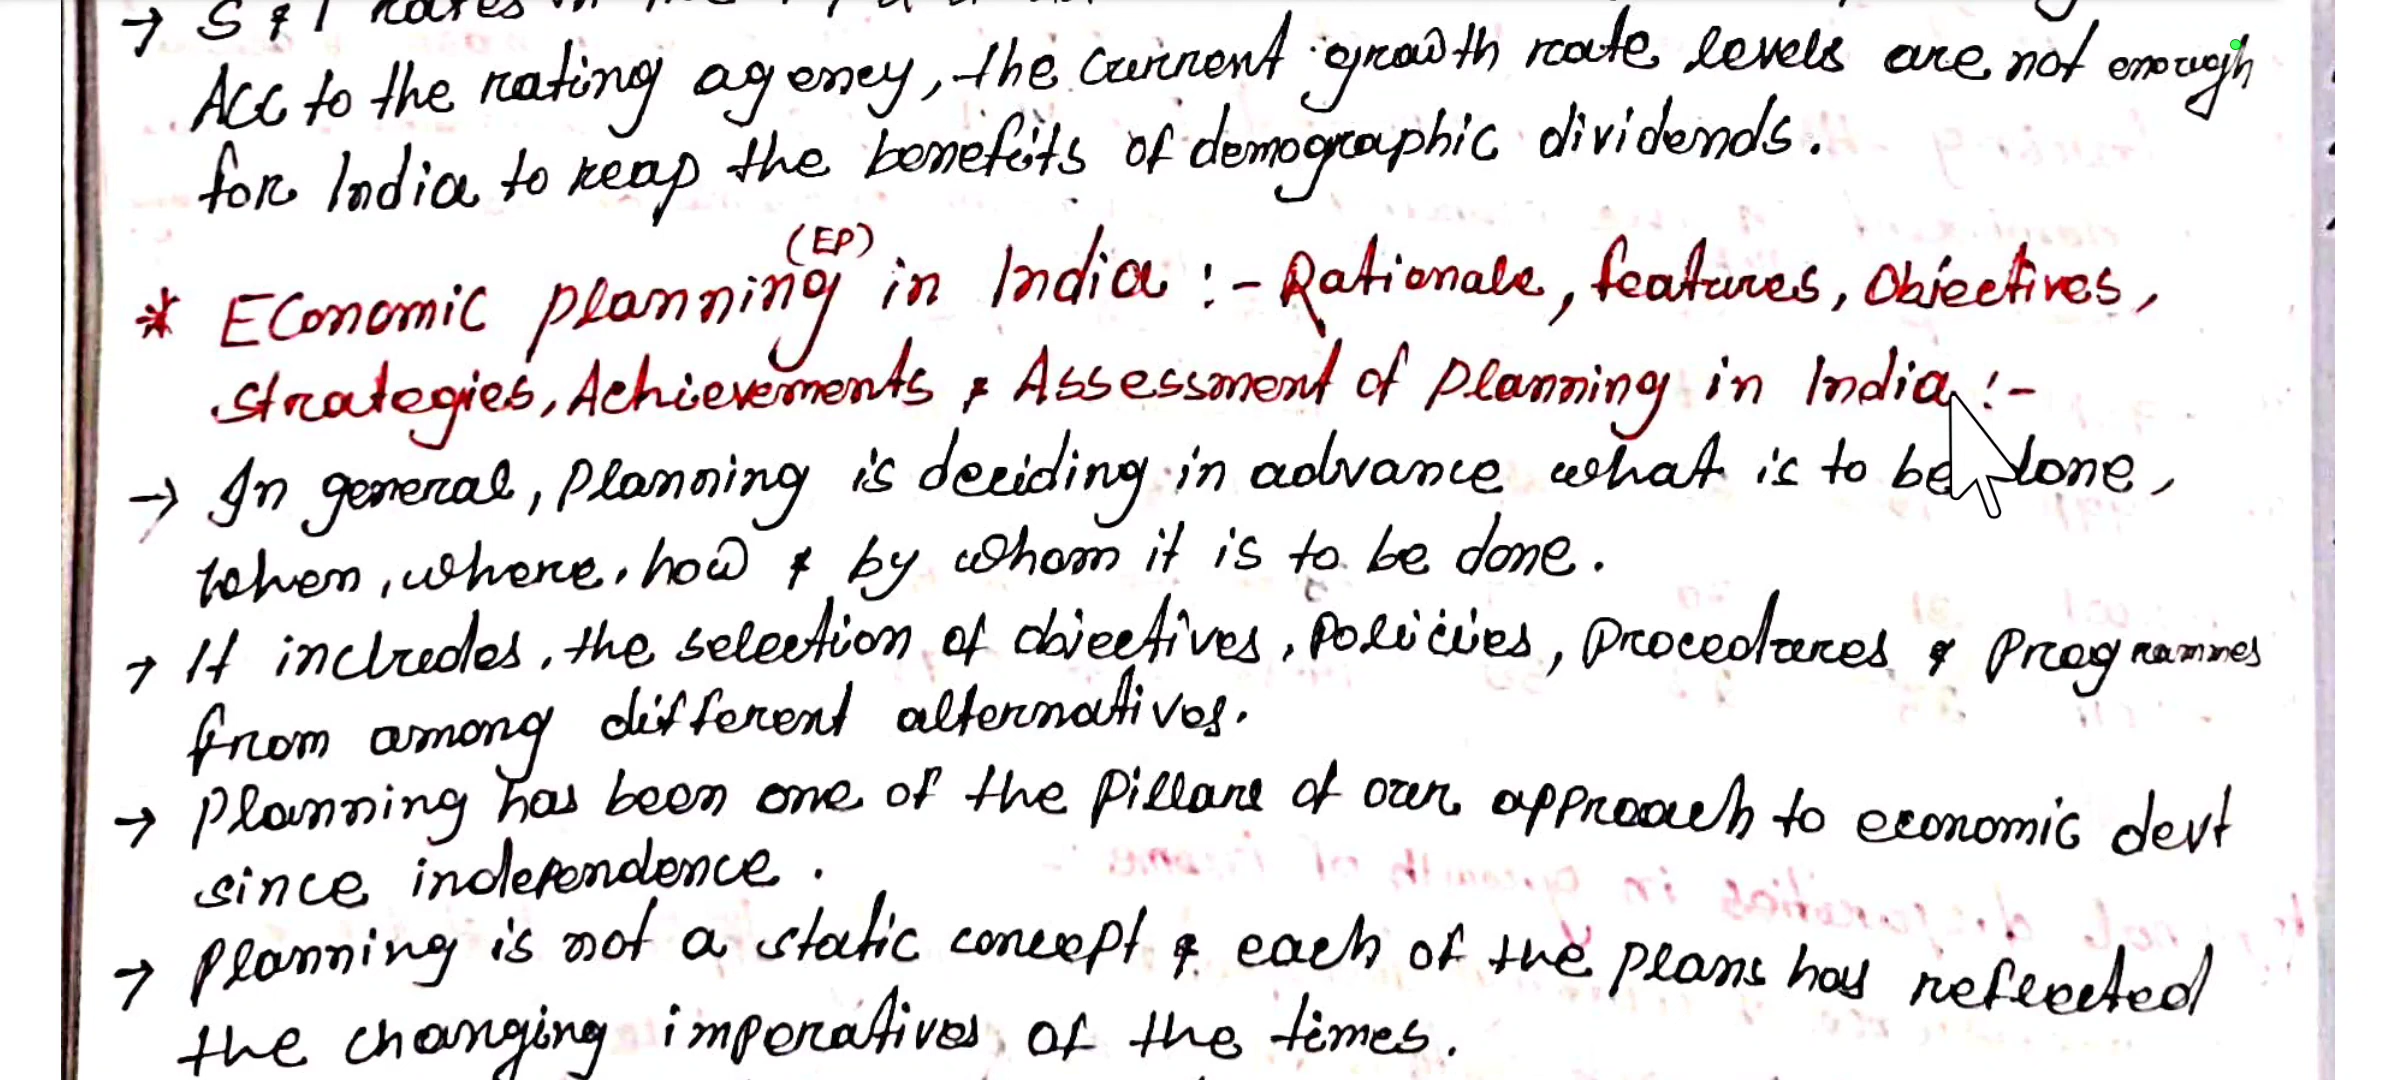 → S & P
Acc to the rating agency, the current growth rate levels are not enough
for India to reap the benefits of demographic dividends.
(EP)
* Economic planning in India :- Rationale, features, Objectives,
strategies, Achievements & Assessment of planning in India :-
→ In general, planning is deciding in advance what is to be done,
when, where, how & by whom it is to be done.
→ It includes, the selection of objectives, policies, procedures & programmes
from among different alternatives.
→ planning has been one of the pillars of our approach to economic devt
since independence.
→ planning is not a static concept & each of the plans has reflected
the changing imperatives of the times.